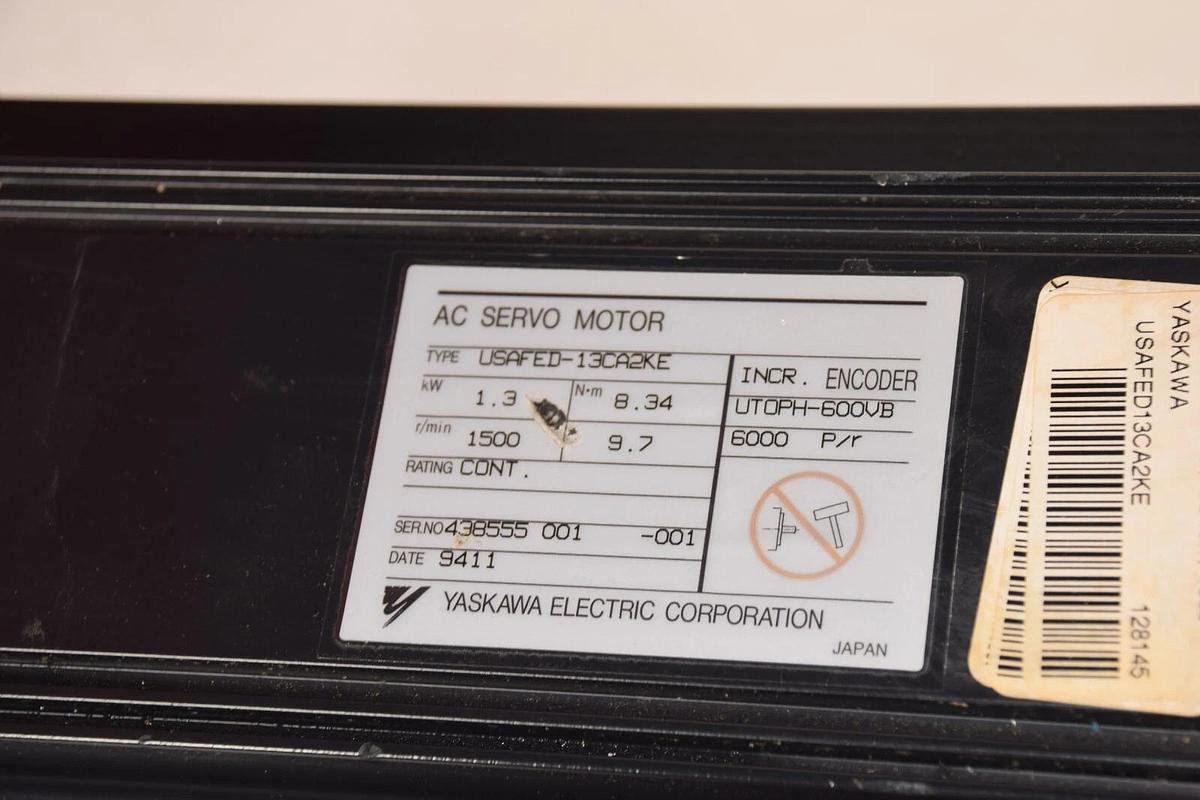 AC SERVO MOTOR
TYPE USAFED-13CA2KE
kW 1.3 N·m 8.34
r/min 1500 9.7
RATING CONT.
SER.NO 438555 001 -001
DATE 9411
INCR. ENCODER
UTOPH-600VB
6000 P/r
YASKAWA ELECTRIC CORPORATION
JAPAN
YASKAWA
USAFED13CA2KE 128145